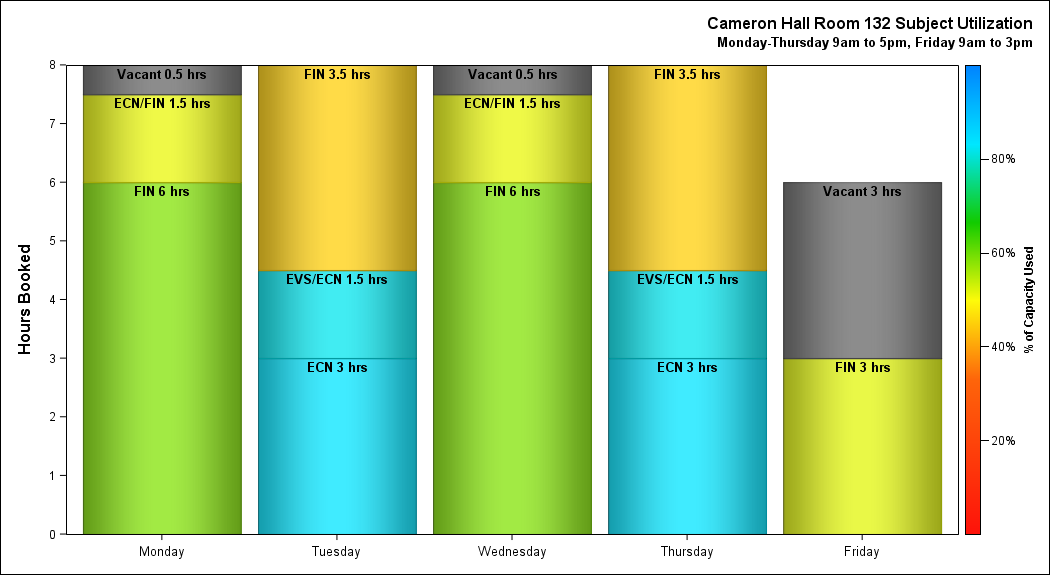 Cameron Hall Room 132 Subject Utilization
Monday-Thursday 9am to 5pm, Friday 9am to 3pm
Hours Booked
8
7
6
5
4
3
2
1
0
Vacant 0.5 hrs
ECN/FIN 1.5 hrs
FIN 6 hrs
FIN 3.5 hrs
EVS/ECN 1.5 hrs
ECN 3 hrs
Vacant 0.5 hrs
ECN/FIN 1.5 hrs
FIN 6 hrs
FIN 3.5 hrs
EVS/ECN 1.5 hrs
ECN 3 hrs
Vacant 3 hrs
FIN 3 hrs
Monday
Tuesday
Wednesday
Thursday
Friday
80%
60%
40%
20%
% of Capacity Used